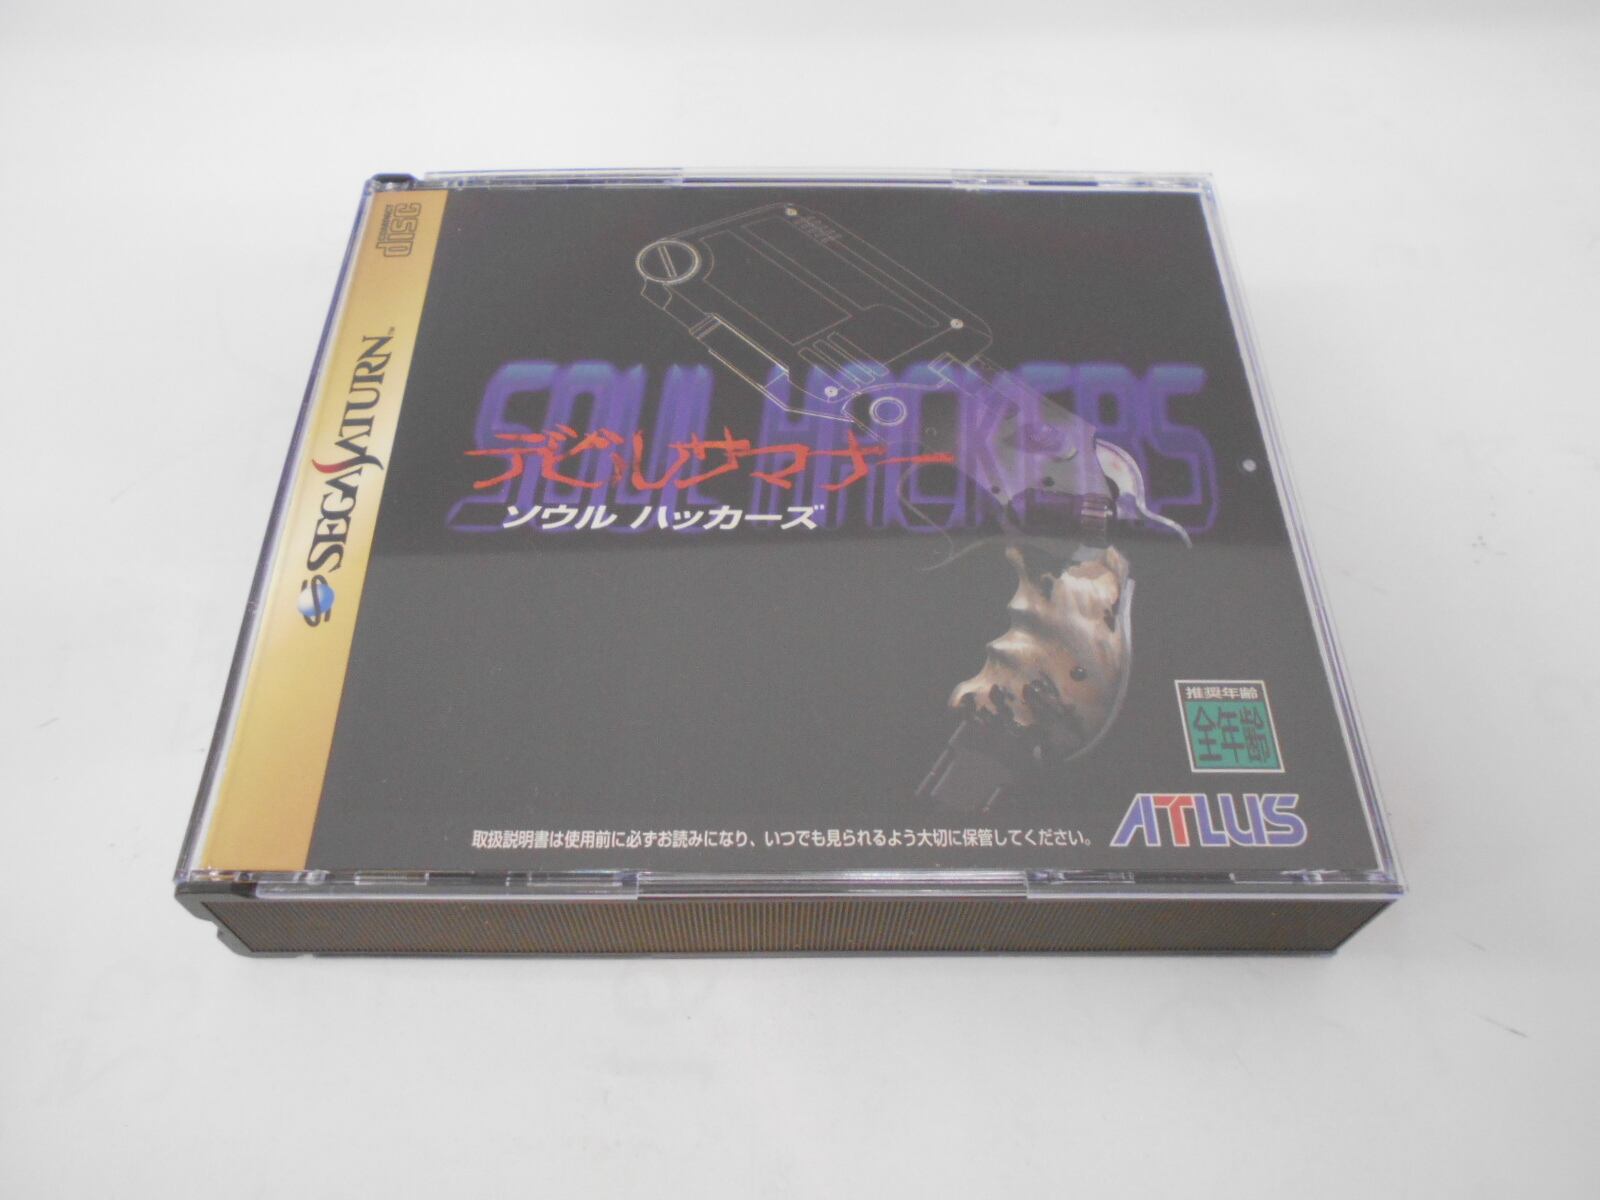 COMPACT
disc
SEGA SATURN™
SOUL HACKERS
デビルサマナー
ソウル ハッカーズ
推奨年齢
全年齢
ATLUS
取扱説明書は使用前に必ずお読みになり、いつでも見られるよう大切に保管してください。